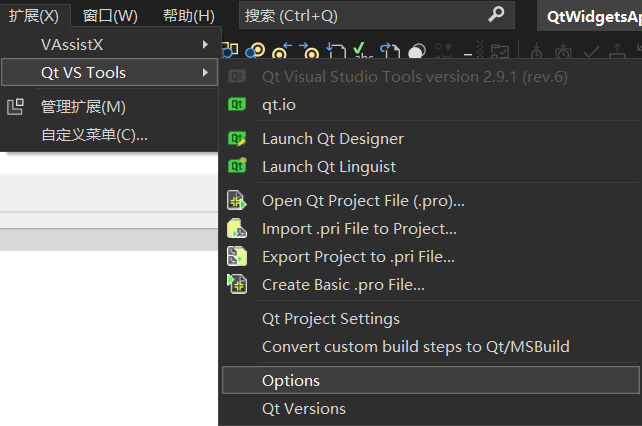 扩展(X) 窗口(W) 帮助(H) 搜索 (Ctrl+Q) QtWidgetsAp
VAssistX
Qt VS Tools
管理扩展(M)
自定义菜单(C)...
Qt Visual Studio Tools version 2.9.1 (rev.6)
qt.io
Launch Qt Designer
Launch Qt Linguist
Open Qt Project File (.pro)...
Import .pri File to Project...
Export Project to .pri File...
Create Basic .pro File...
Qt Project Settings
Convert custom build steps to Qt/MSBuild
Options
Qt Versions